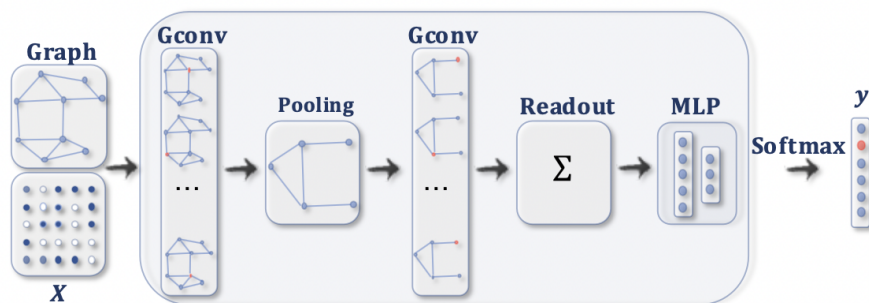 Graph
X
Gconv
...
Pooling
Gconv
...
Readout
Σ
MLP
Softmax
y